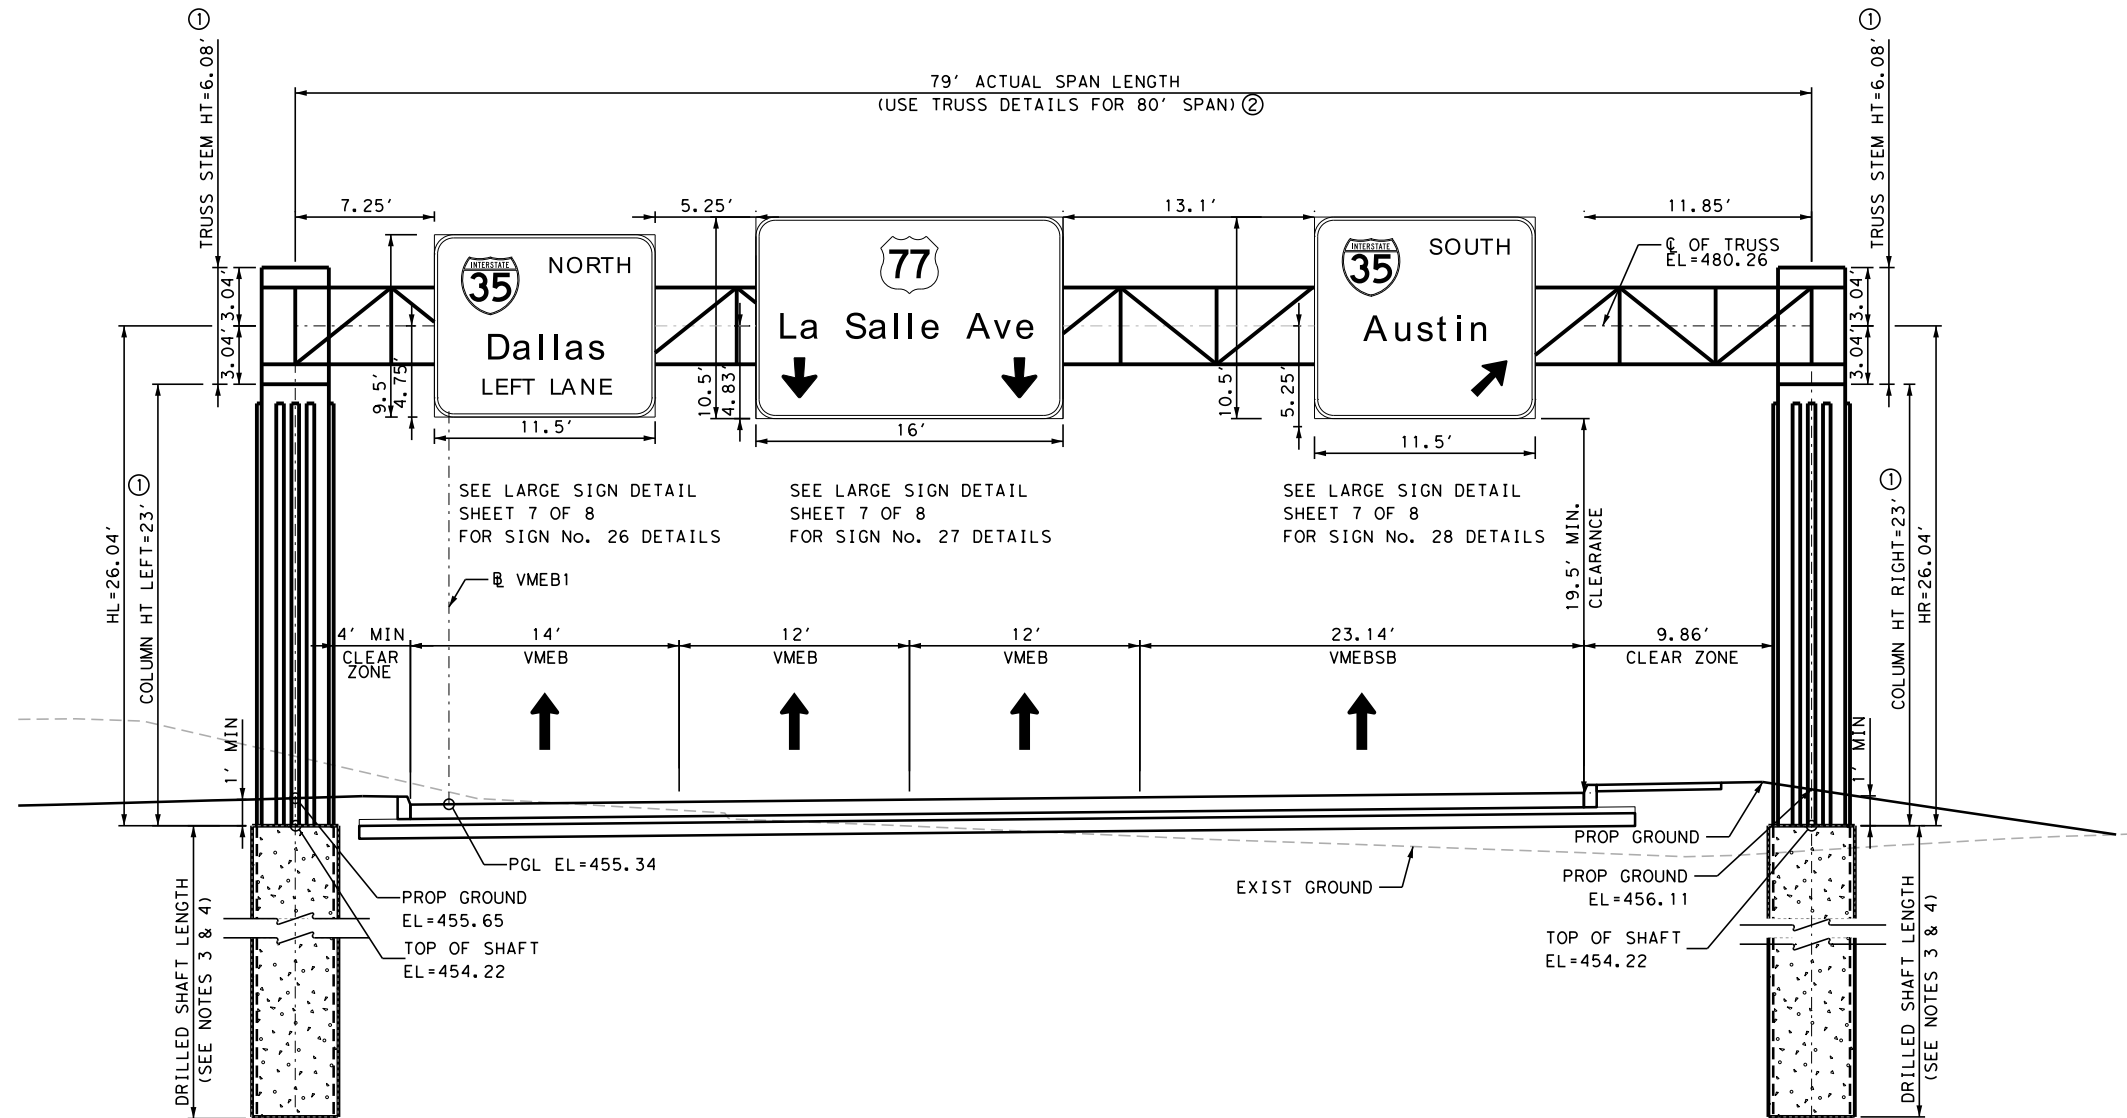 ①
TRUSS STEM HT=6.08'
79' ACTUAL SPAN LENGTH
(USE TRUSS DETAILS FOR 80' SPAN) ②
①
TRUSS STEM HT=6.08'
7.25'
5.25'
13.1'
11.85'
℄ OF TRUSS
EL=480.26
3.04'
3.04'
3.04'
3.04'
INTERSTATE
35
NORTH
Dallas
LEFT LANE
77
La Salle Ave
INTERSTATE
35
SOUTH
Austin
9.5'
4.75'
10.5'
4.83'
10.5'
5.25'
11.5'
16'
11.5'
SEE LARGE SIGN DETAIL
SHEET 7 OF 8
FOR SIGN No. 26 DETAILS
SEE LARGE SIGN DETAIL
SHEET 7 OF 8
FOR SIGN No. 27 DETAILS
SEE LARGE SIGN DETAIL
SHEET 7 OF 8
FOR SIGN No. 28 DETAILS
19.5' MIN.
CLEARANCE
HL=26.04'
COLUMN HT LEFT=23' ①
COLUMN HT RIGHT=23' ①
HR=26.04'
BL VMEB1
4' MIN
CLEAR
ZONE
14'
VMEB
12'
VMEB
12'
VMEB
23.14'
VMEBSB
9.86'
CLEAR ZONE
1' MIN
1' MIN
PGL EL=455.34
PROP GROUND
EL=455.65
TOP OF SHAFT
EL=454.22
EXIST GROUND
PROP GROUND
PROP GROUND
EL=456.11
TOP OF SHAFT
EL=454.22
DRILLED SHAFT LENGTH
(SEE NOTES 3 & 4)
DRILLED SHAFT LENGTH
(SEE NOTES 3 & 4)